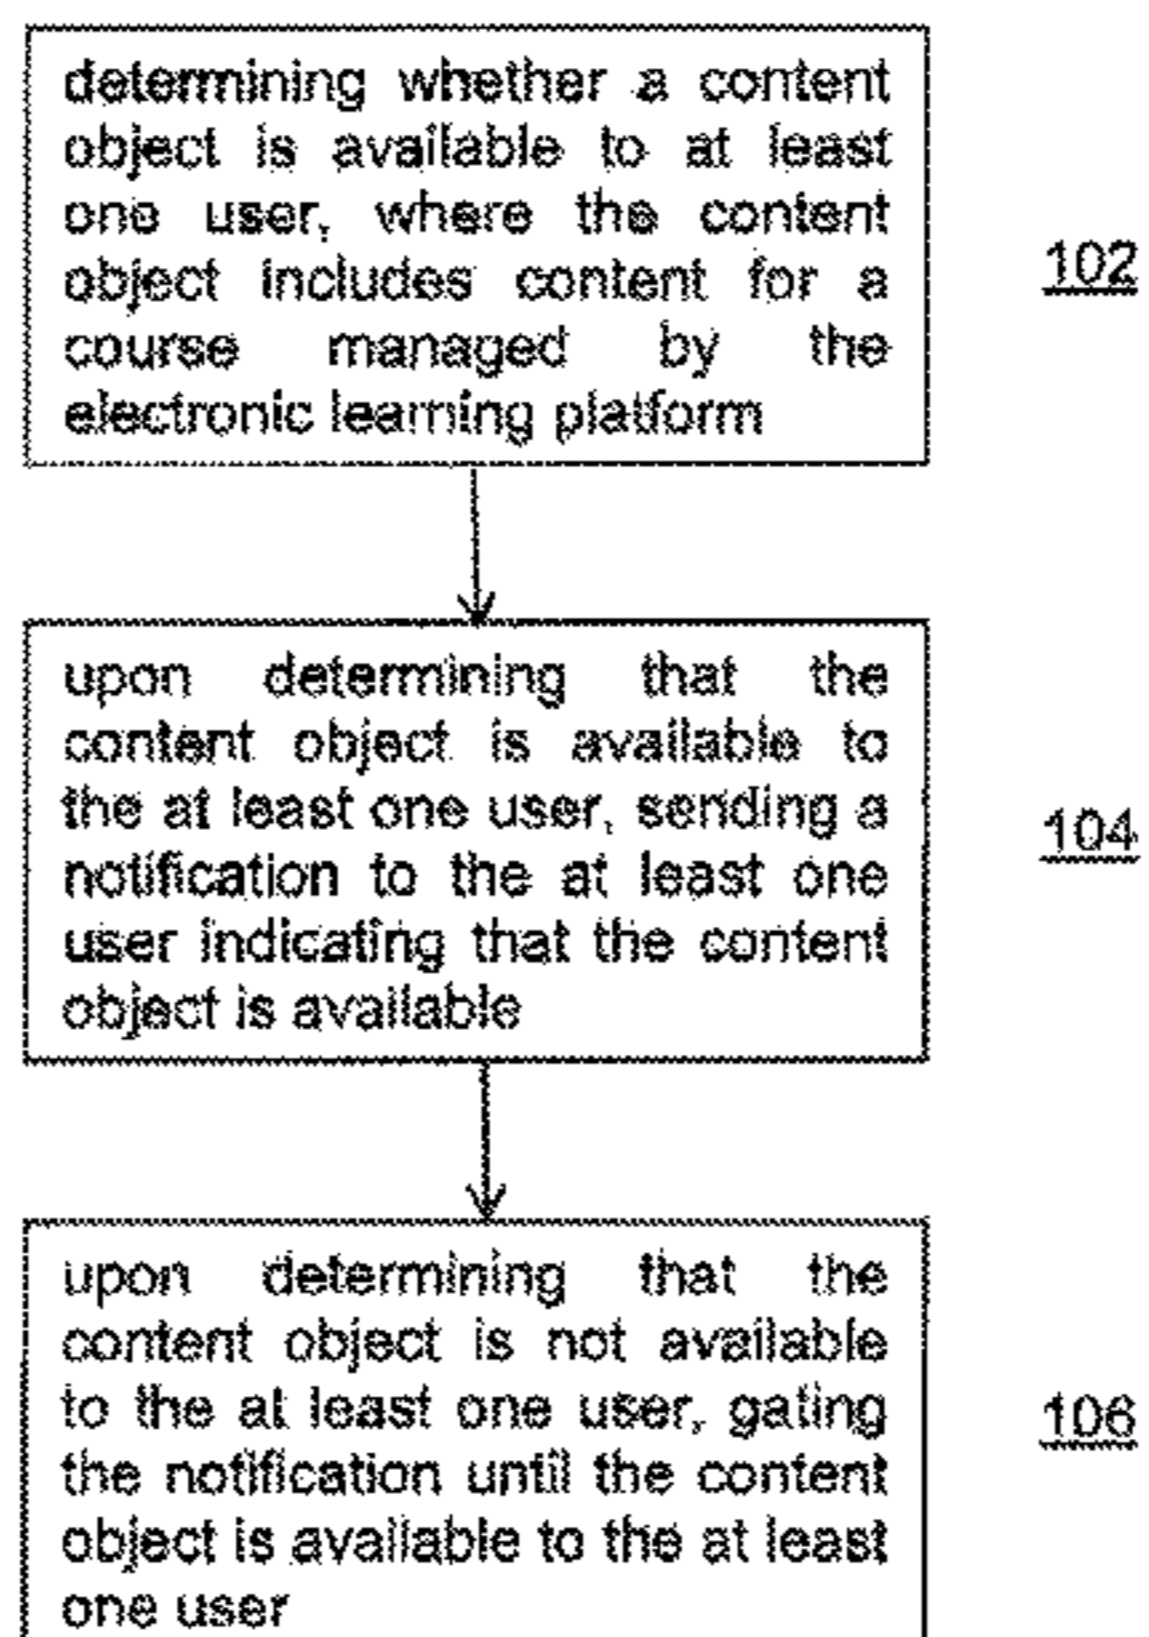 determining whether a content
object is available to at least
one user, where the content
object includes content for a
course managed by the
electronic learning platform
102
upon determining that the
content object is available to
the at least one user, sending a
notification to the at least one
user indicating that the content
object is available
104
upon determining that the
content object is not available
to the at least one user, gating
the notification until the content
object is available to the at least
one user
106